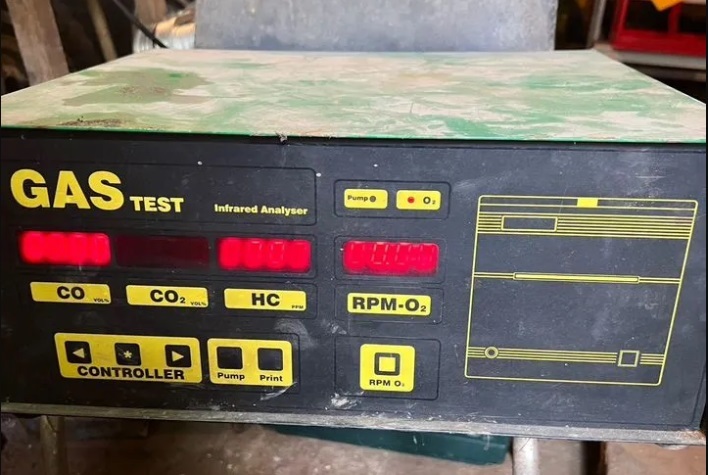 GAS TEST
Infrared Analyser
Pump
O₂
CO VOL%
CO₂ VOL%
HC PPM
RPM-O₂
CONTROLLER
Pump
Print
RPM O₂